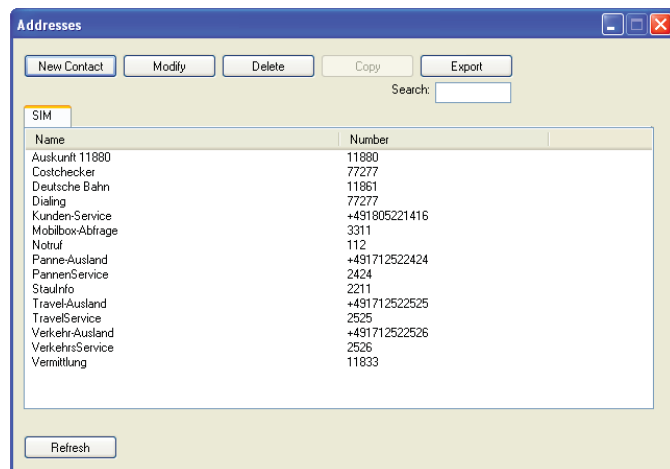 Addresses
New Contact Modify Delete Copy Export
Search:
SIM
Name Number
Auskunft 11880 11880
Costchecker 77277
Deutsche Bahn 11861
Dialing 77277
Kunden-Service +491805221416
Mobilbox-Abfrage 3311
Notruf 112
Panne-Ausland +491712522424
PannenService 2424
StauInfo 2211
Travel-Ausland +491712522525
TravelService 2525
Verkehr-Ausland +491712522526
VerkehrsService 2526
Vermittlung 11833
Refresh